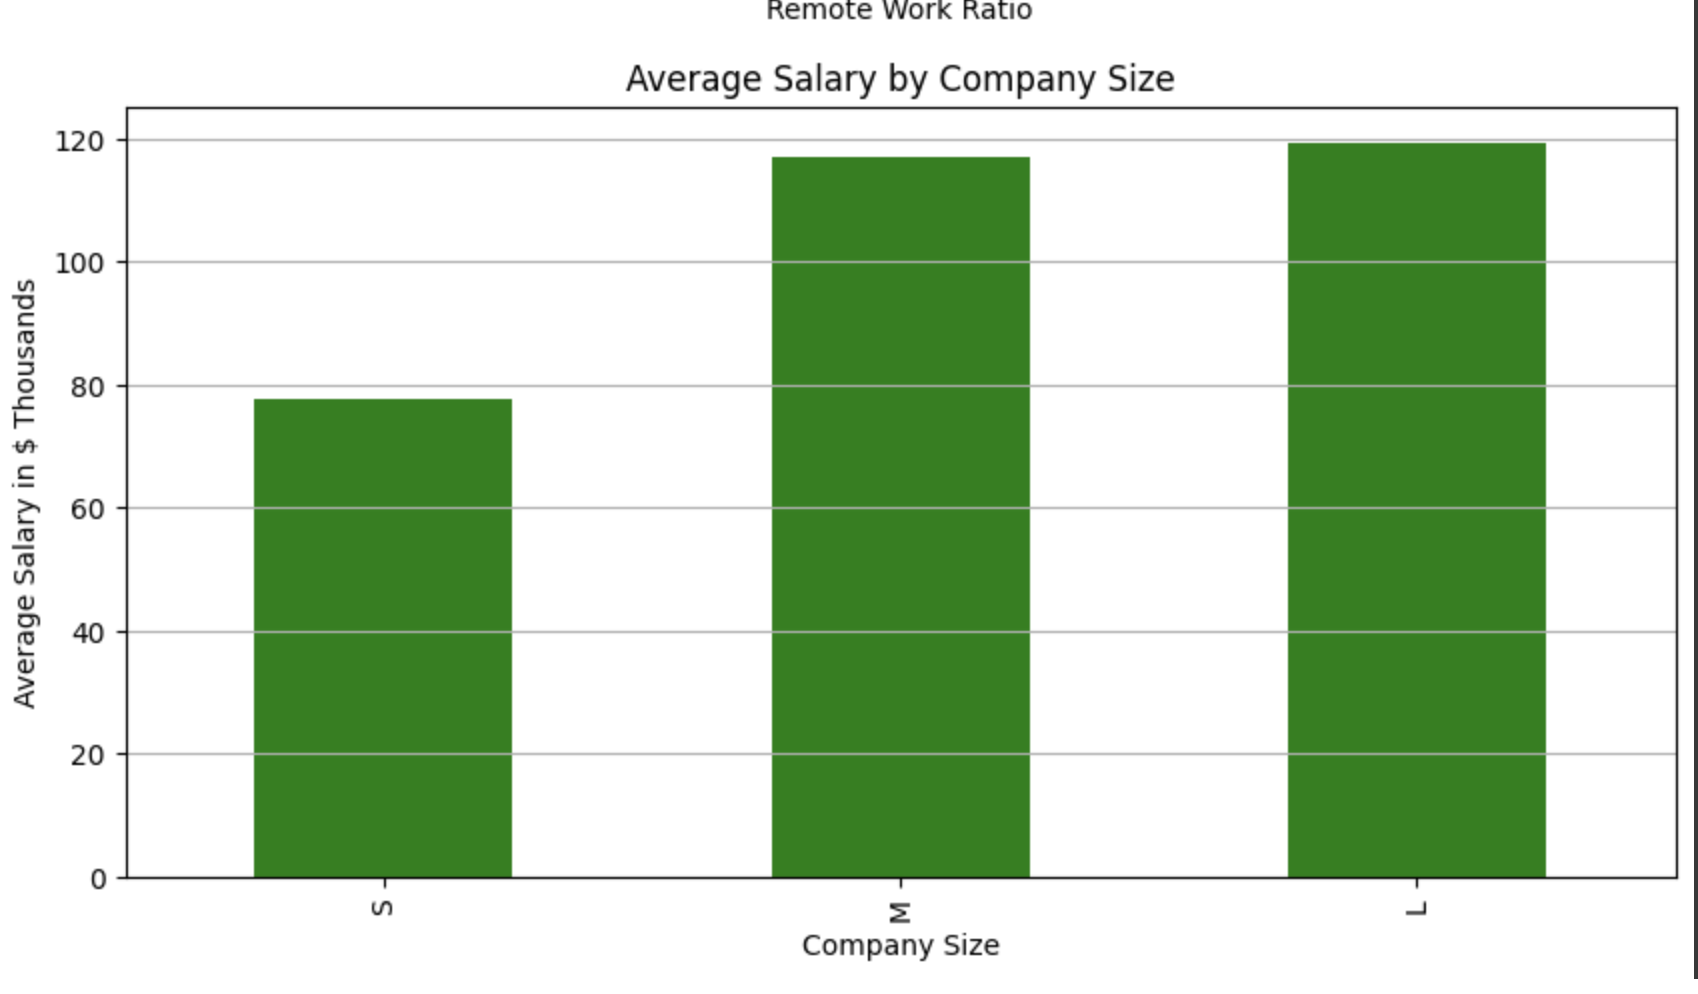 Remote Work Ratio
Average Salary by Company Size
120
100
80
60
40
20
0
Average Salary in $ Thousands
S
M
L
Company Size